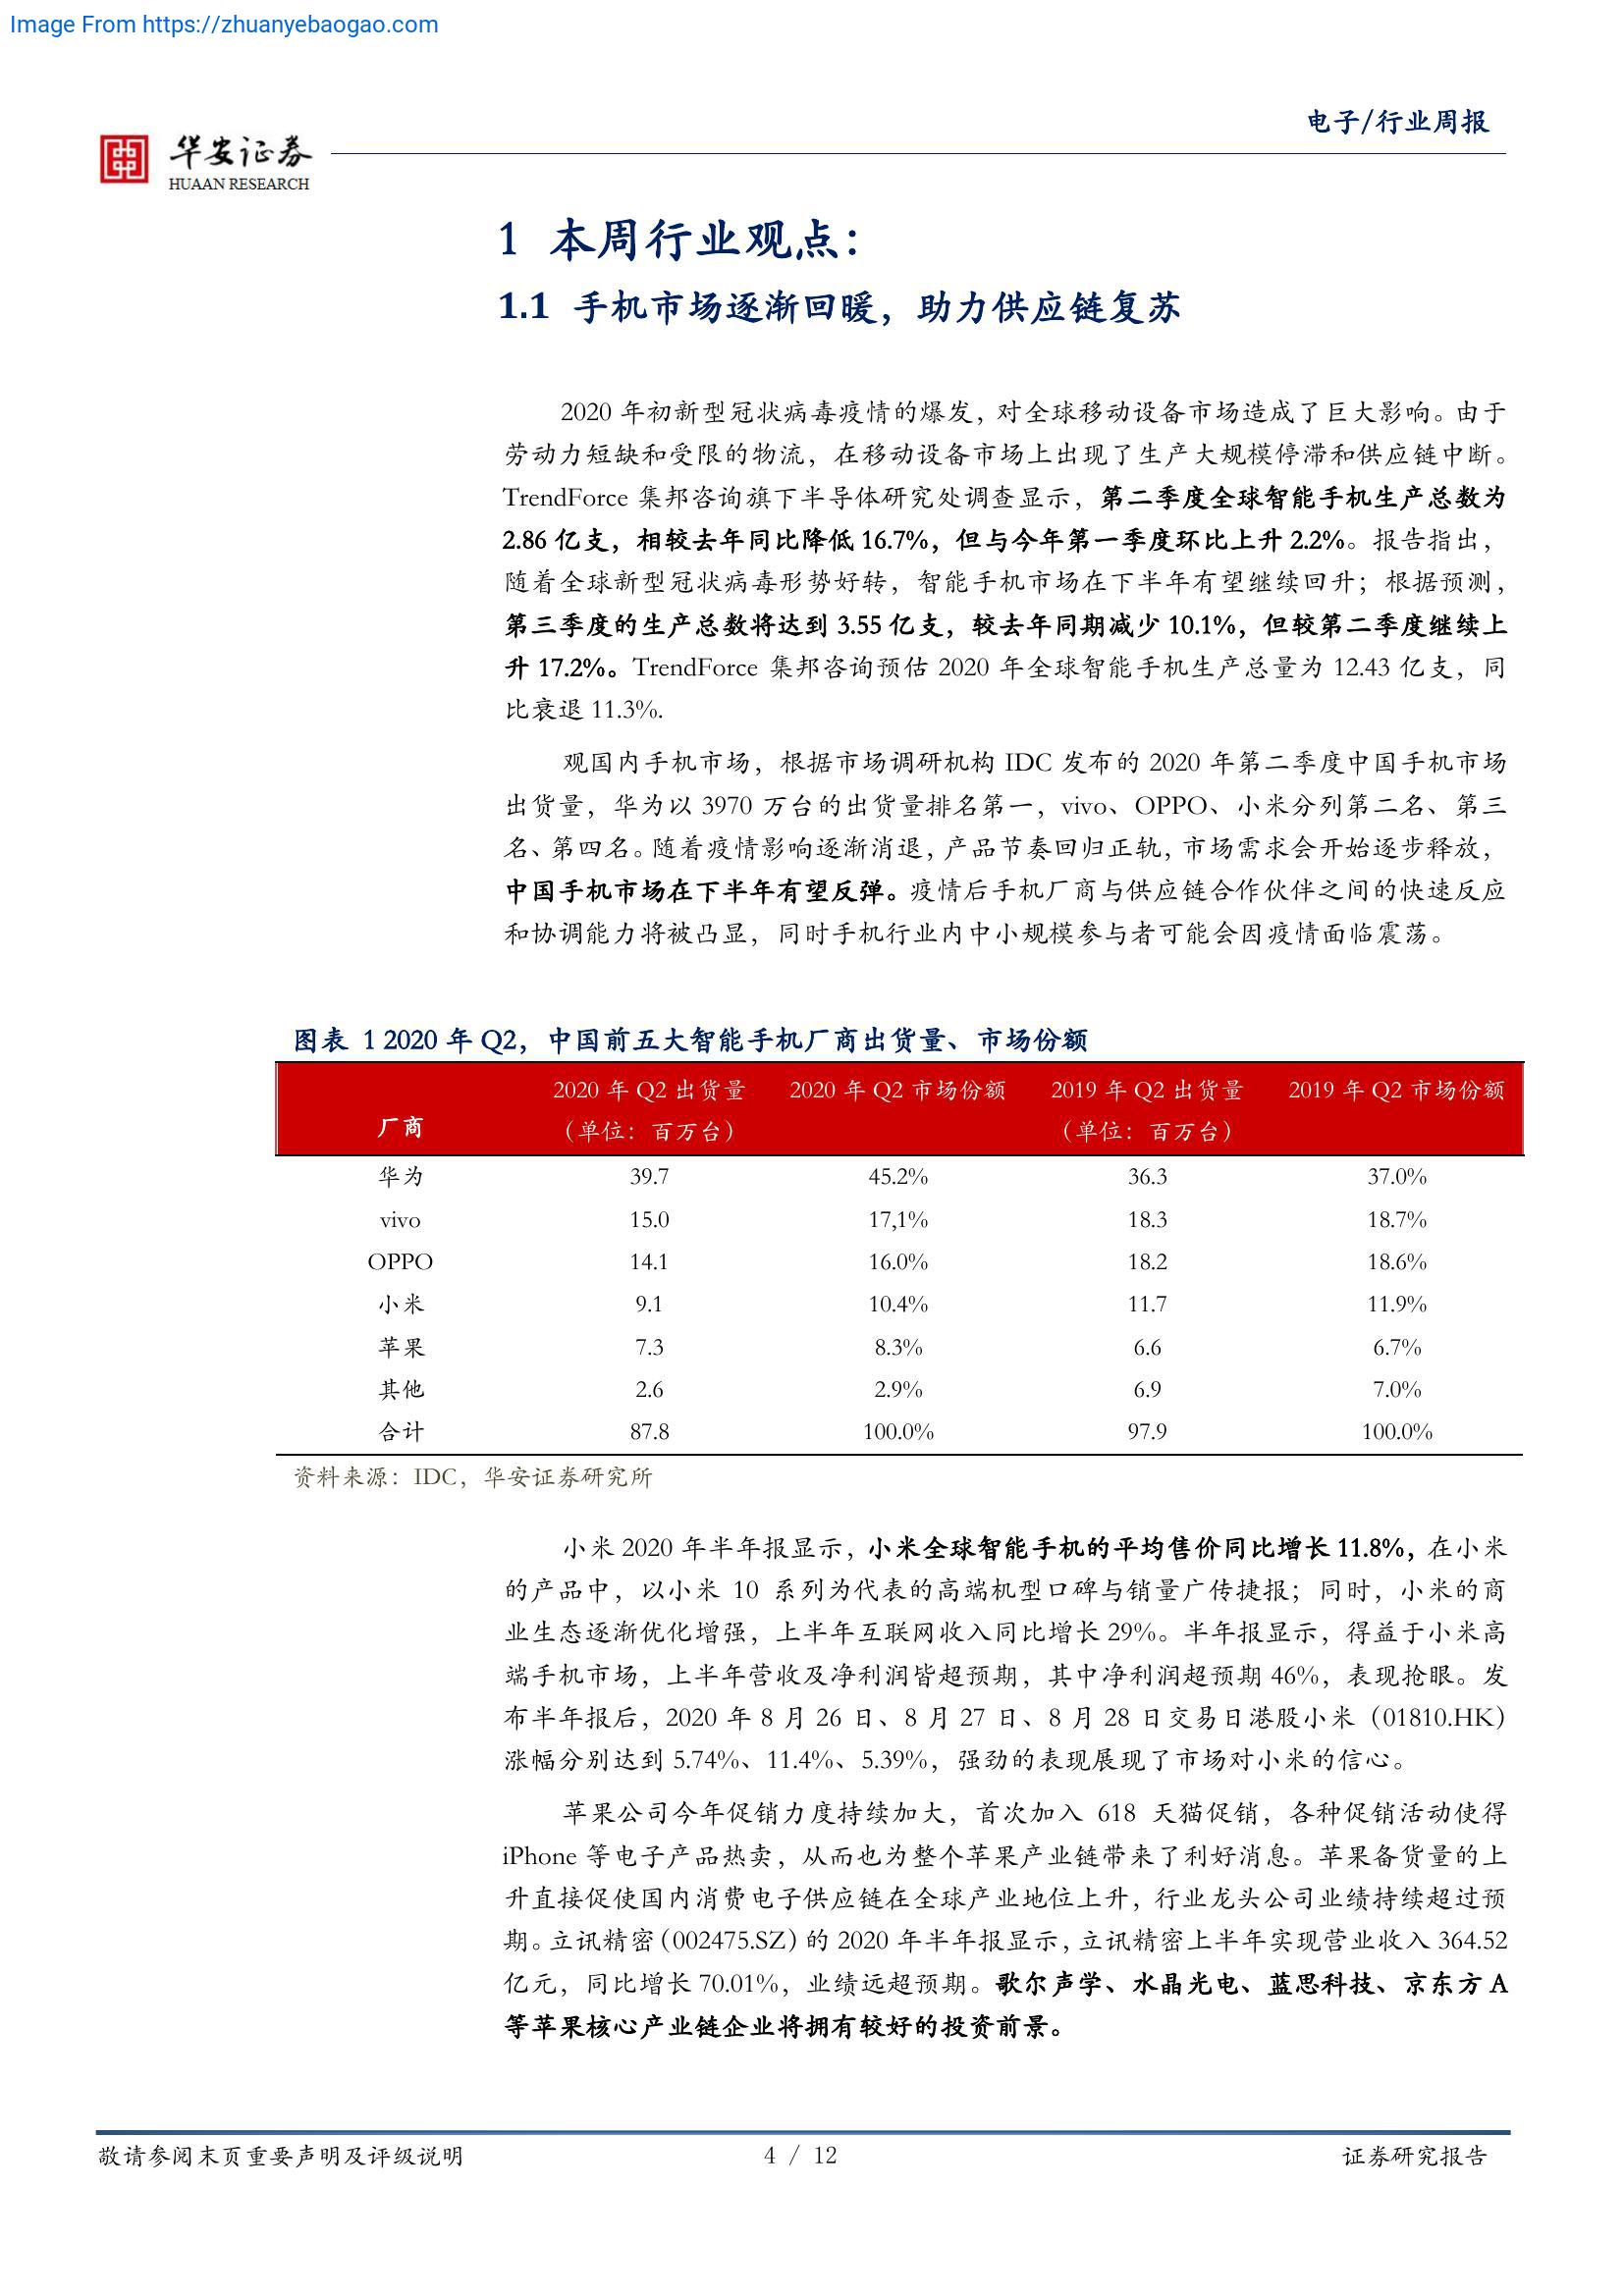 Image From https://zhuanyebaogao.com
电子/行业周报
华安证券
HUAAN RESEARCH
1 本周行业观点：
1.1 手机市场逐渐回暖，助力供应链复苏
2020 年初新型冠状病毒疫情的爆发，对全球移动设备市场造成了巨大影响。由于
劳动力短缺和受限的物流，在移动设备市场上出现了生产大规模停滞和供应链中断。
TrendForce 集邦咨询旗下半导体研究处调查显示，第二季度全球智能手机生产总数为
2.86 亿支，相较去年同比降低 16.7%，但与今年第一季度环比上升 2.2%。报告指出，
随着全球新型冠状病毒形势好转，智能手机市场在下半年有望继续回升；根据预测，
第三季度的生产总数将达到 3.55 亿支，较去年同期减少 10.1%，但较第二季度继续上
升 17.2%。TrendForce 集邦咨询预估 2020 年全球智能手机生产总量为 12.43 亿支，同
比衰退 11.3%.
观国内手机市场，根据市场调研机构 IDC 发布的 2020 年第二季度中国手机市场
出货量，华为以 3970 万台的出货量排名第一，vivo、OPPO、小米分列第二名、第三
名、第四名。随着疫情影响逐渐消退，产品节奏回归正轨，市场需求会开始逐步释放，
中国手机市场在下半年有望反弹。疫情后手机厂商与供应链合作伙伴之间的快速反应
和协调能力将被凸显，同时手机行业内中小规模参与者可能会因疫情面临震荡。
图表 1 2020 年 Q2，中国前五大智能手机厂商出货量、市场份额
厂商 2020 年 Q2 出货量（单位：百万台） 2020 年 Q2 市场份额 2019 年 Q2 出货量（单位：百万台） 2019 年 Q2 市场份额
华为 39.7 45.2% 36.3 37.0%
vivo 15.0 17,1% 18.3 18.7%
OPPO 14.1 16.0% 18.2 18.6%
小米 9.1 10.4% 11.7 11.9%
苹果 7.3 8.3% 6.6 6.7%
其他 2.6 2.9% 6.9 7.0%
合计 87.8 100.0% 97.9 100.0%
资料来源：IDC，华安证券研究所
小米 2020 年半年报显示，小米全球智能手机的平均售价同比增长 11.8%，在小米
的产品中，以小米 10 系列为代表的高端机型口碑与销量广传捷报；同时，小米的商
业生态逐渐优化增强，上半年互联网收入同比增长 29%。半年报显示，得益于小米高
端手机市场，上半年营收及净利润皆超预期，其中净利润超预期 46%，表现抢眼。发
布半年报后，2020 年 8 月 26 日、8 月 27 日、8 月 28 日交易日港股小米（01810.HK）
涨幅分别达到 5.74%、11.4%、5.39%，强劲的表现展现了市场对小米的信心。
苹果公司今年促销力度持续加大，首次加入 618 天猫促销，各种促销活动使得
iPhone 等电子产品热卖，从而也为整个苹果产业链带来了利好消息。苹果备货量的上
升直接促使国内消费电子供应链在全球产业地位上升，行业龙头公司业绩持续超过预
期。立讯精密（002475.SZ）的 2020 年半年报显示，立讯精密上半年实现营业收入 364.52
亿元，同比增长 70.01%，业绩远超预期。歌尔声学、水晶光电、蓝思科技、京东方 A
等苹果核心产业链企业将拥有较好的投资前景。
敬请参阅末页重要声明及评级说明
4 / 12
证券研究报告